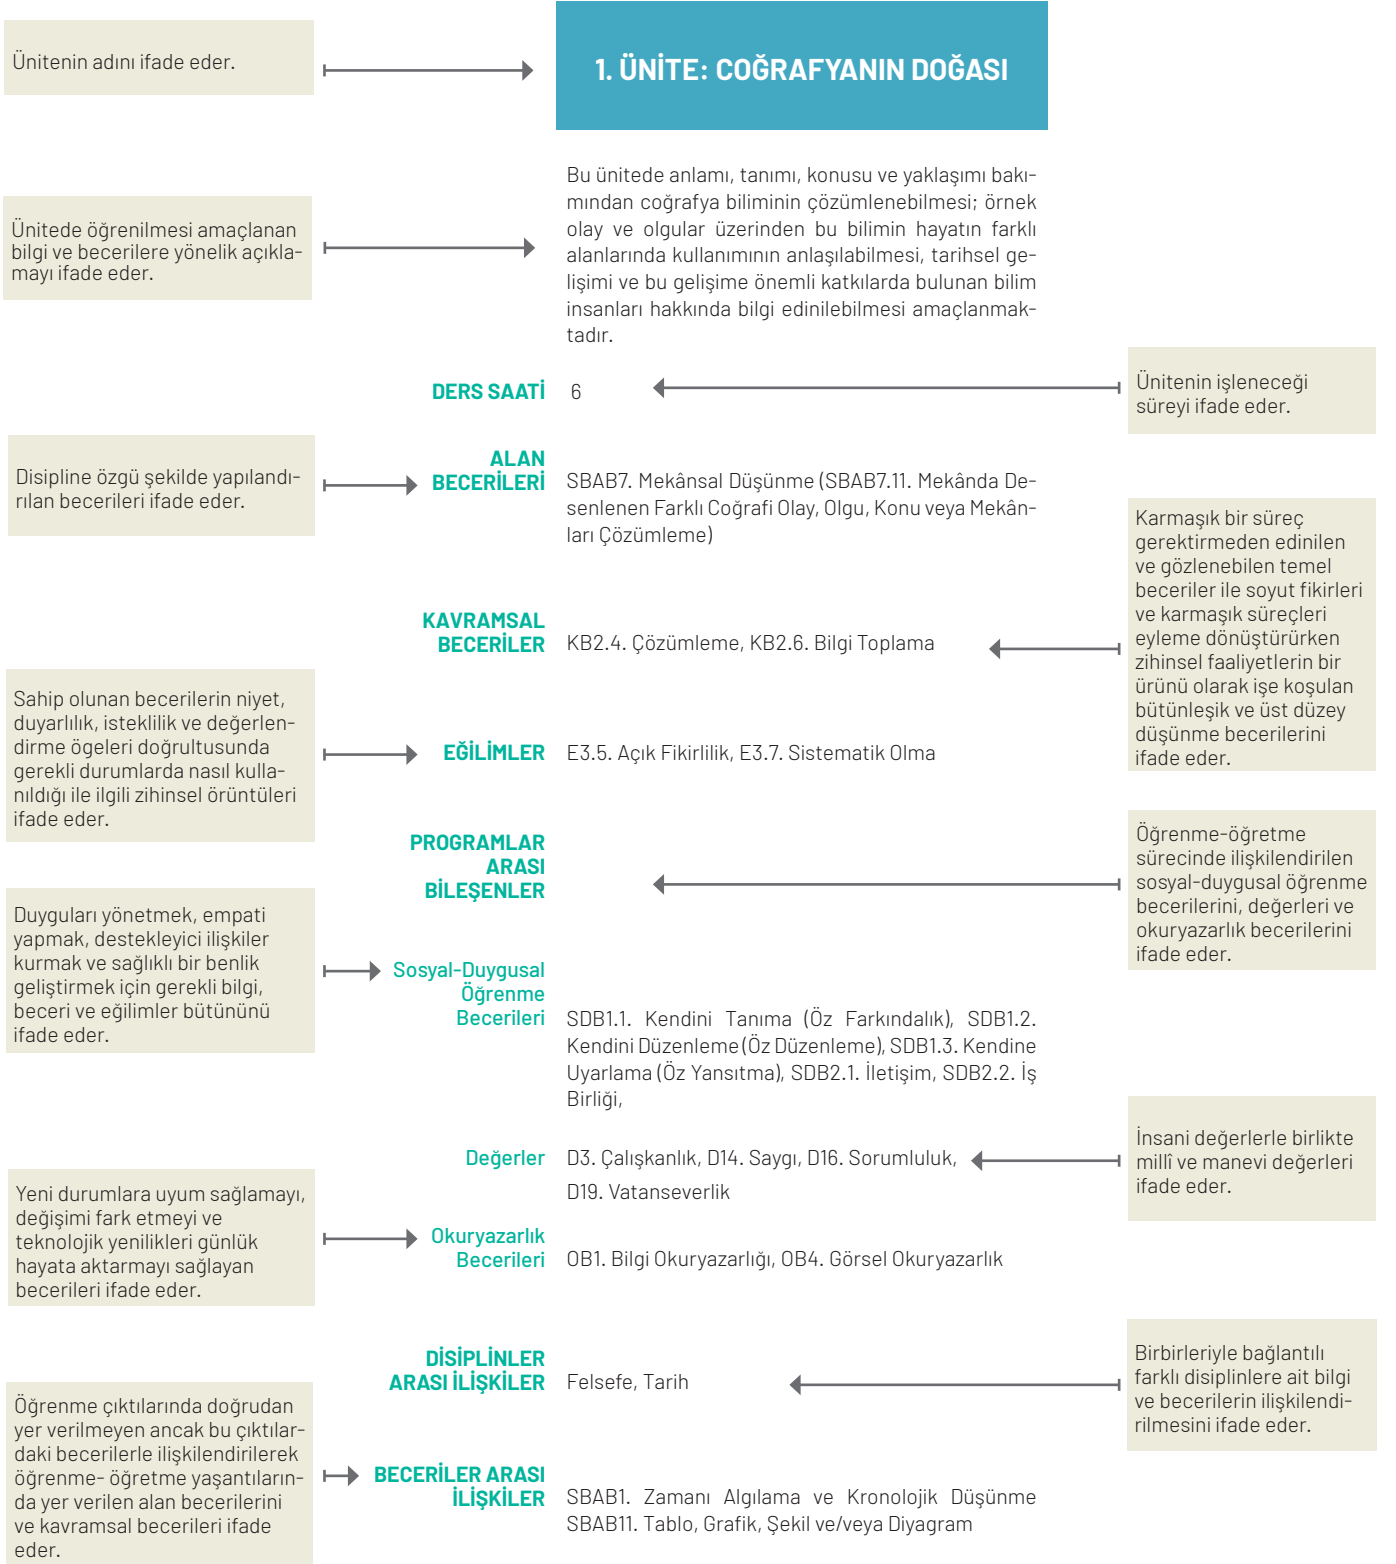 Ünitenin adını ifade eder.
1. ÜNİTE: COĞRAFYANIN DOĞASI
Ünitede öğrenilmesi amaçlanan
bilgi ve becerilere yönelik açıkla-
mayı ifade eder.
Bu ünitede anlamı, tanımı, konusu ve yaklaşımı bakı-
mından coğrafya biliminin çözümlenebilmesi; örnek
olay ve olgular üzerinden bu bilimin hayatın farklı
alanlarında kullanımının anlaşılabilmesi, tarihsel ge-
lişimi ve bu gelişime önemli katkılarda bulunan bilim
insanları hakkında bilgi edinilebilmesi amaçlanmak-
tadır.
DERS SAATİ 6
Ünitenin işleneceği
süreyi ifade eder.
Disipline özgü şekilde yapılandı-
rılan becerileri ifade eder.
ALAN
BECERİLERİ
SBAB7. Mekânsal Düşünme (SBAB7.11. Mekânda De-
senlenen Farklı Coğrafi Olay, Olgu, Konu veya Mekân-
ları Çözümleme)
Karmaşık bir süreç
gerektirmeden edinilen
ve gözlenebilen temel
beceriler ile soyut fikirleri
ve karmaşık süreçleri
eyleme dönüştürürken
zihinsel faaliyetlerin bir
ürünü olarak işe koşulan
bütünleşik ve üst düzey
düşünme becerilerini
ifade eder.
KAVRAMSAL
BECERİLER
KB2.4. Çözümleme, KB2.6. Bilgi Toplama
Sahip olunan becerilerin niyet,
duyarlılık, isteklilik ve değerlen-
dirme ögeleri doğrultusunda
gerekli durumlarda nasıl kulla-
nıldığı ile ilgili zihinsel örüntüleri
ifade eder.
EĞİLİMLER
E3.5. Açık Fikirlilik, E3.7. Sistematik Olma
PROGRAMLAR
ARASI
BİLEŞENLER
Öğrenme-öğretme
sürecinde ilişkilendirilen
sosyal-duygusal öğrenme
becerilerini, değerleri ve
okuryazarlık becerilerini
ifade eder.
Duyguları yönetmek, empati
yapmak, destekleyici ilişkiler
kurmak ve sağlıklı bir benlik
geliştirmek için gerekli bilgi,
beceri ve eğilimler bütününü
ifade eder.
Sosyal-Duygusal
Öğrenme
Becerileri
SDB1.1. Kendini Tanıma (Öz Farkındalık), SDB1.2.
Kendini Düzenleme (Öz Düzenleme), SDB1.3. Kendine
Uyarlama (Öz Yansıtma), SDB2.1. İletişim, SDB2.2. İş
Birliği,
Değerler
D3. Çalışkanlık, D14. Saygı, D16. Sorumluluk,
D19. Vatanseverlik
İnsani değerlerle birlikte
millî ve manevi değerleri
ifade eder.
Yeni durumlara uyum sağlamayı,
değişimi fark etmeyi ve
teknolojik yenilikleri günlük
hayata aktarmayı sağlayan
becerileri ifade eder.
Okuryazarlık
Becerileri
OB1. Bilgi Okuryazarlığı, OB4. Görsel Okuryazarlık
DİSİPLİNLER
ARASI İLİŞKİLER
Felsefe, Tarih
Birbirleriyle bağlantılı
farklı disiplinlere ait bilgi
ve becerilerin ilişkilendi-
rilmesini ifade eder.
Öğrenme çıktılarında doğrudan
yer verilmeyen ancak bu çıktılar-
daki becerilerle ilişkilendirilerek
öğrenme- öğretme yaşantıların-
da yer verilen alan becerilerini
ve kavramsal becerileri ifade
eder.
BECERİLER ARASI
İLİŞKİLER
SBAB1. Zamanı Algılama ve Kronolojik Düşünme
SBAB11. Tablo, Grafik, Şekil ve/veya Diyagram